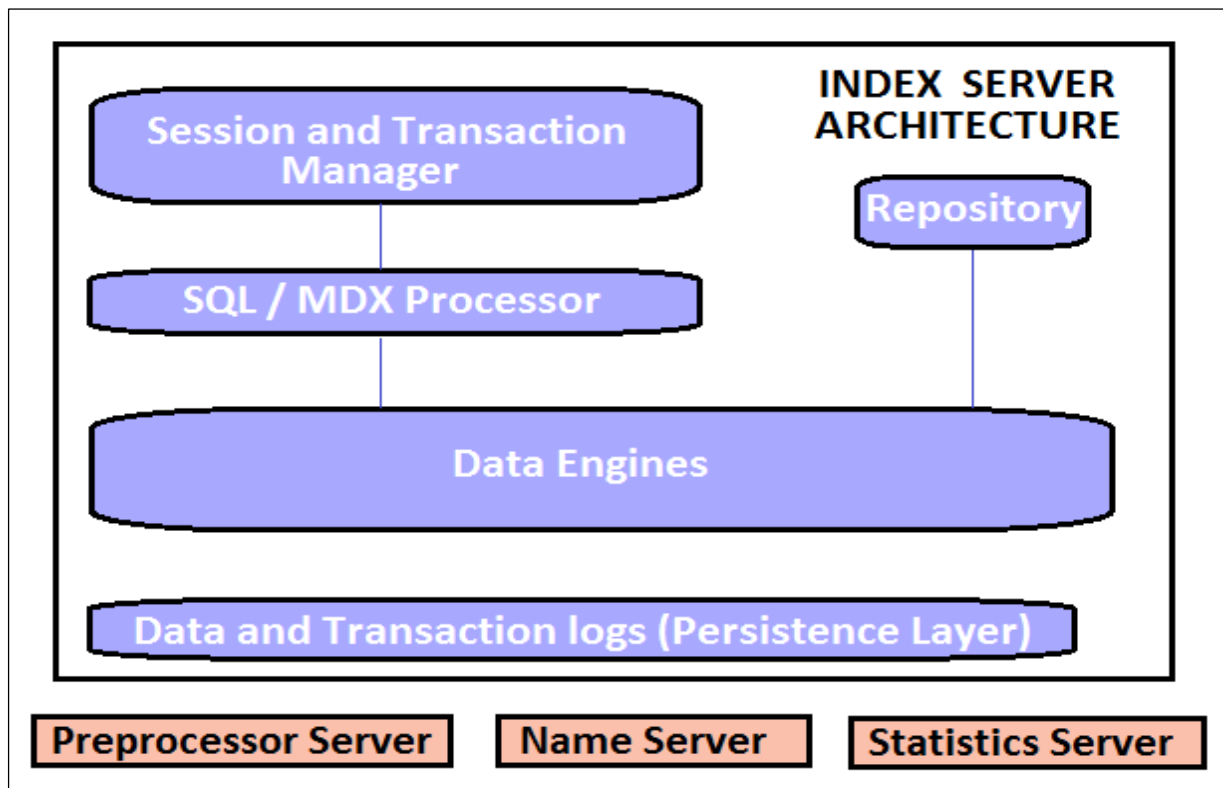 INDEX SERVER
ARCHITECTURE
Session and Transaction
Manager
Repository
SQL / MDX Processor
Data Engines
Data and Transaction logs (Persistence Layer)
Preprocessor Server
Name Server
Statistics Server